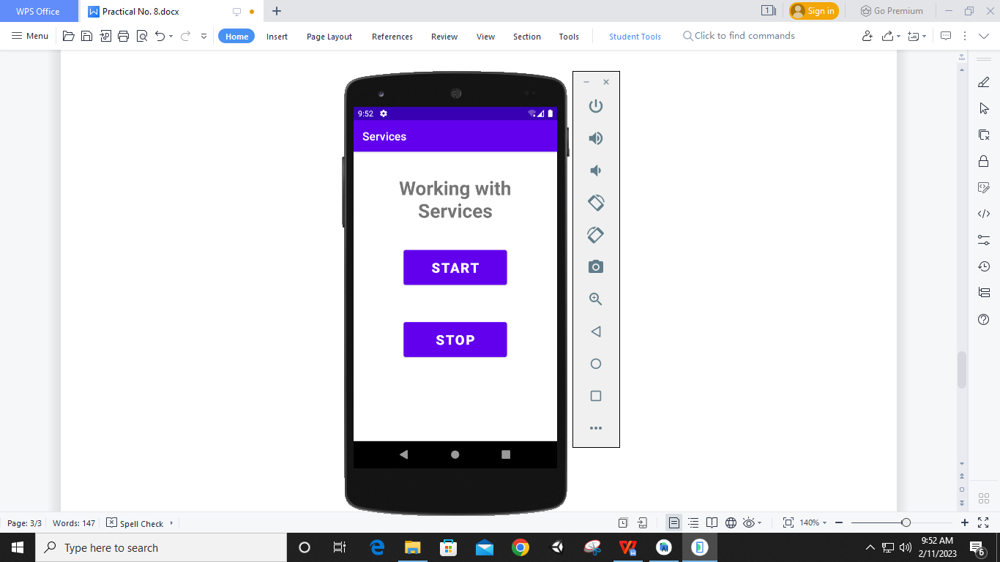 WPS Office
Practical No. 8.docx
1
Sign in
Go Premium
Menu
Home
Insert
Page Layout
References
Review
View
Section
Tools
Student Tools
Click to find commands
9:52
Services
Working with
Services
START
STOP
Page: 3/3
Words: 147
Spell Check
140%
Type here to search
9:52 AM
2/11/2023
6